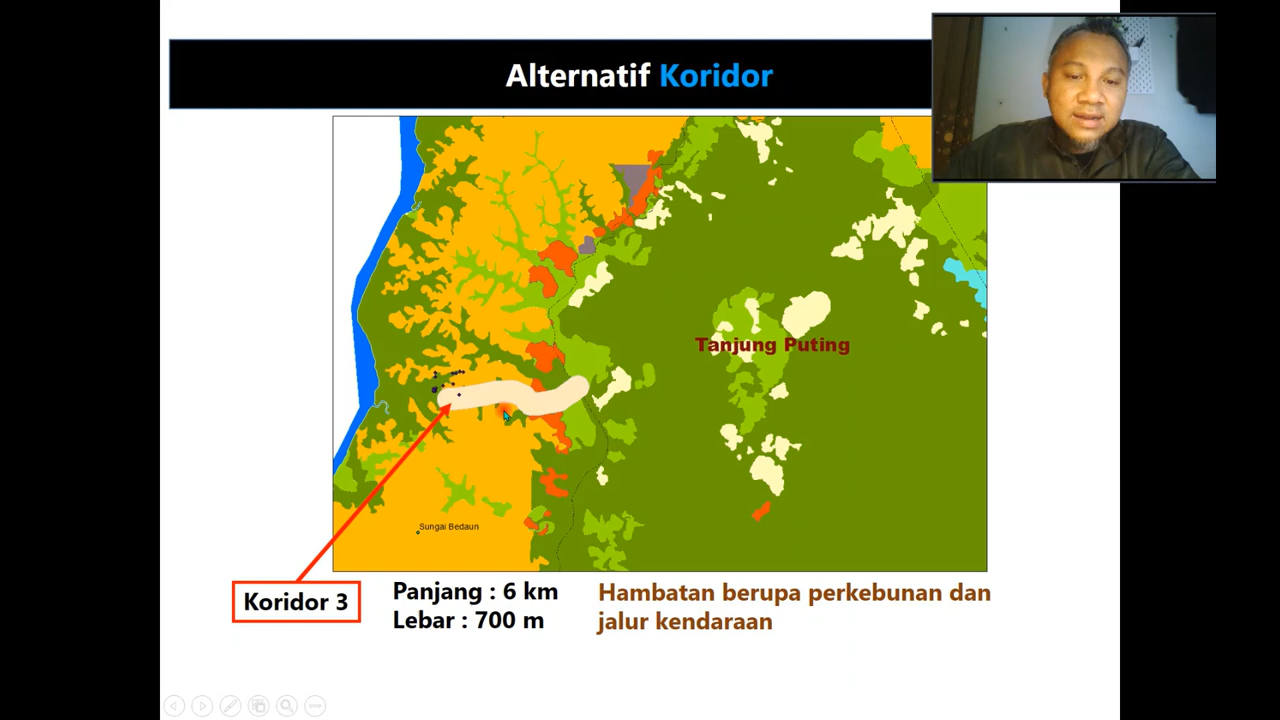 Alternatif Koridor
Tanjung Puting
Sungai Bedaun
Koridor 3
Panjang : 6 km
Lebar : 700 m
Hambatan berupa perkebunan dan
jalur kendaraan